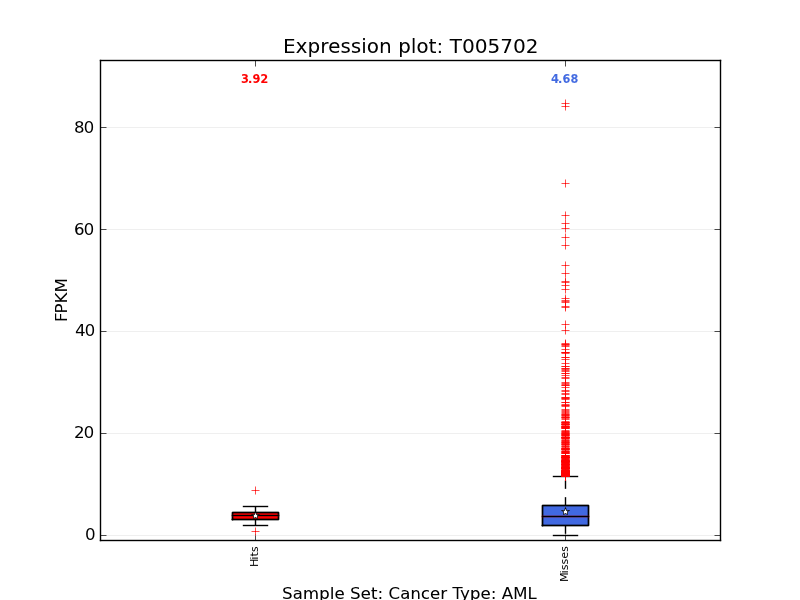 Expression plot: T005702
3.92
4.68
80
60
40
20
0
FPKM
Hits
Misses
Sample Set: Cancer Type: AML